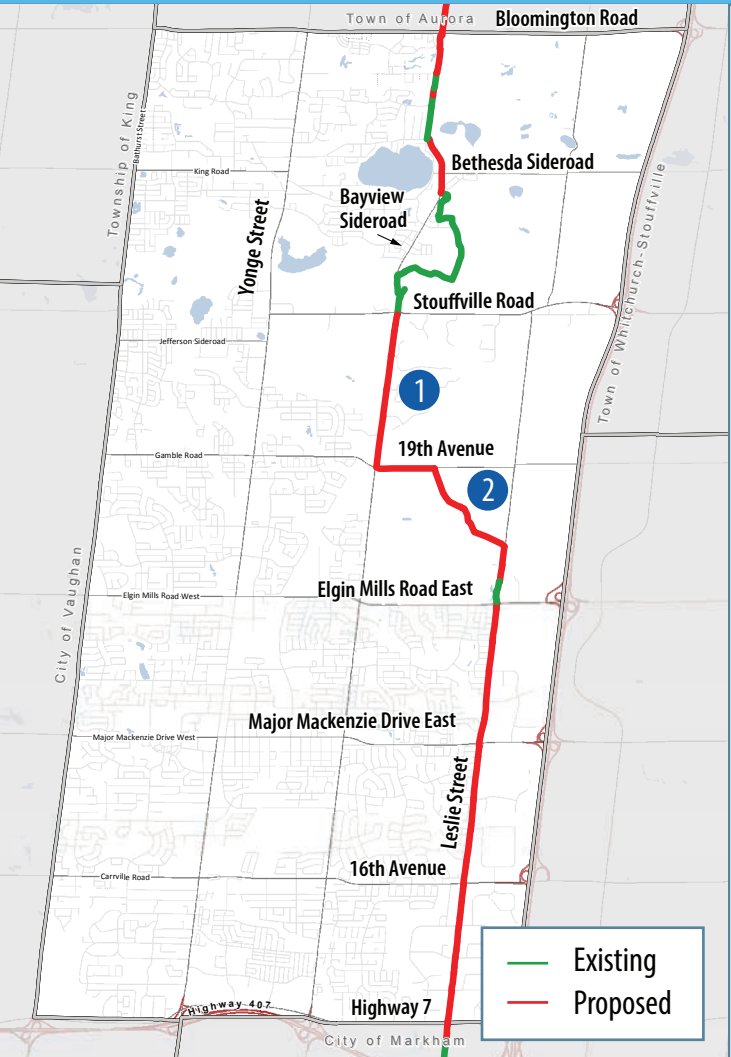 Town of Aurora
Bloomington Road
Township of King
Bathurst Street
King Road
Bethesda Sideroad
Bayview
Sideroad
Yonge Street
Town of Whitchurch-Stouffville
Stouffville Road
Jefferson Sideroad
1
19th Avenue
Gamble Road
2
City of Vaughan
Elgin Mills Road East
Elgin Mills Road West
Major Mackenzie Drive East
Major Mackenzie Drive West
Leslie Street
16th Avenue
Carrville Road
Existing
Proposed
Highway 407
Highway 7
City of Markham